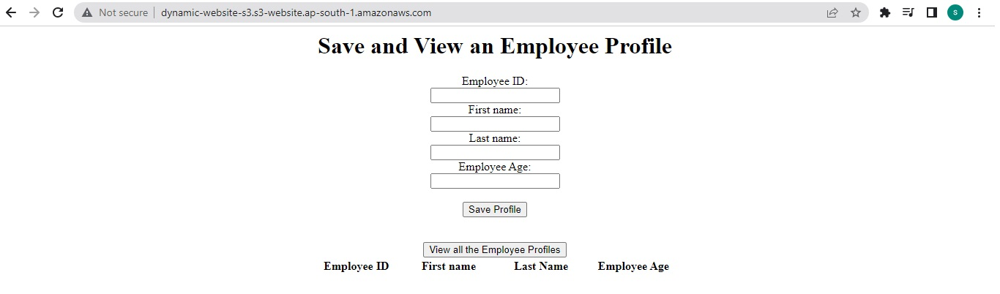 Not secure dynamic-website-s3.s3-website.ap-south-1.amazonaws.com S
Save and View an Employee Profile
Employee ID:
First name:
Last name:
Employee Age:
Save Profile
View all the Employee Profiles
Employee ID First name Last Name Employee Age